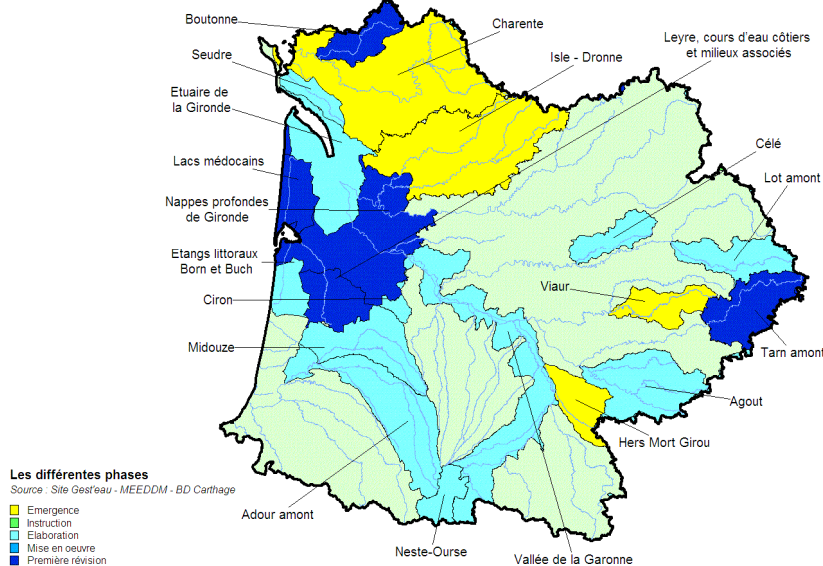 Boutonne
Charente
Leyre, cours d'eau côtiers
et milieux associés
Seudre
Isle - Dronne
Etuaire de
la Gironde
Célé
Lacs médocains
Lot amont
Nappes profondes
de Gironde
Etangs littoraux
Born et Buch
Viaur
Ciron
Midouze
Tarn amont
Agout
Hers Mort Girou
Les différentes phases
Source : Site Gest'eau - MEEDDM - BD Carthage
Emergence
Instruction
Elaboration
Mise en oeuvre
Première révision
Adour amont
Neste-Ourse
Vallée de la Garonne